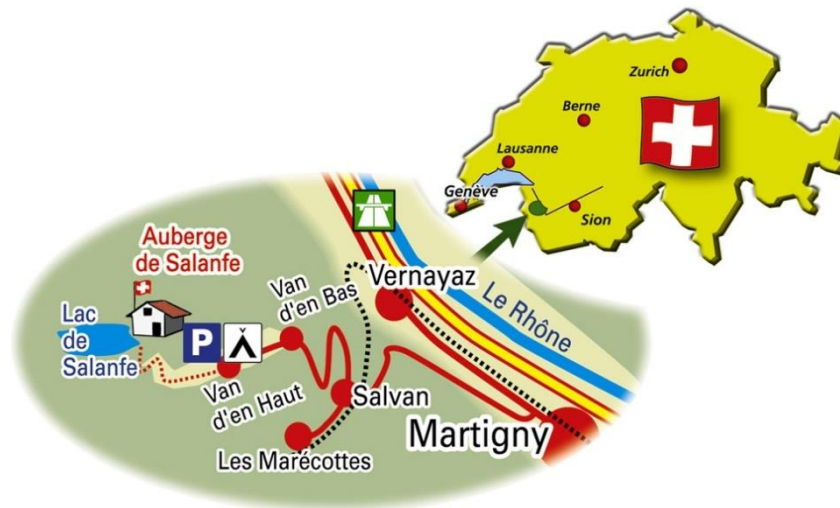 Zurich
Berne
Lausanne
Genève
Sion
Auberge
de Salanfe
Van
d'en Bas
Vernayaz
Le Rhône
Lac
de
Salanfe
P
Van
d'en Haut
Salvan
Martigny
Les Marécottes